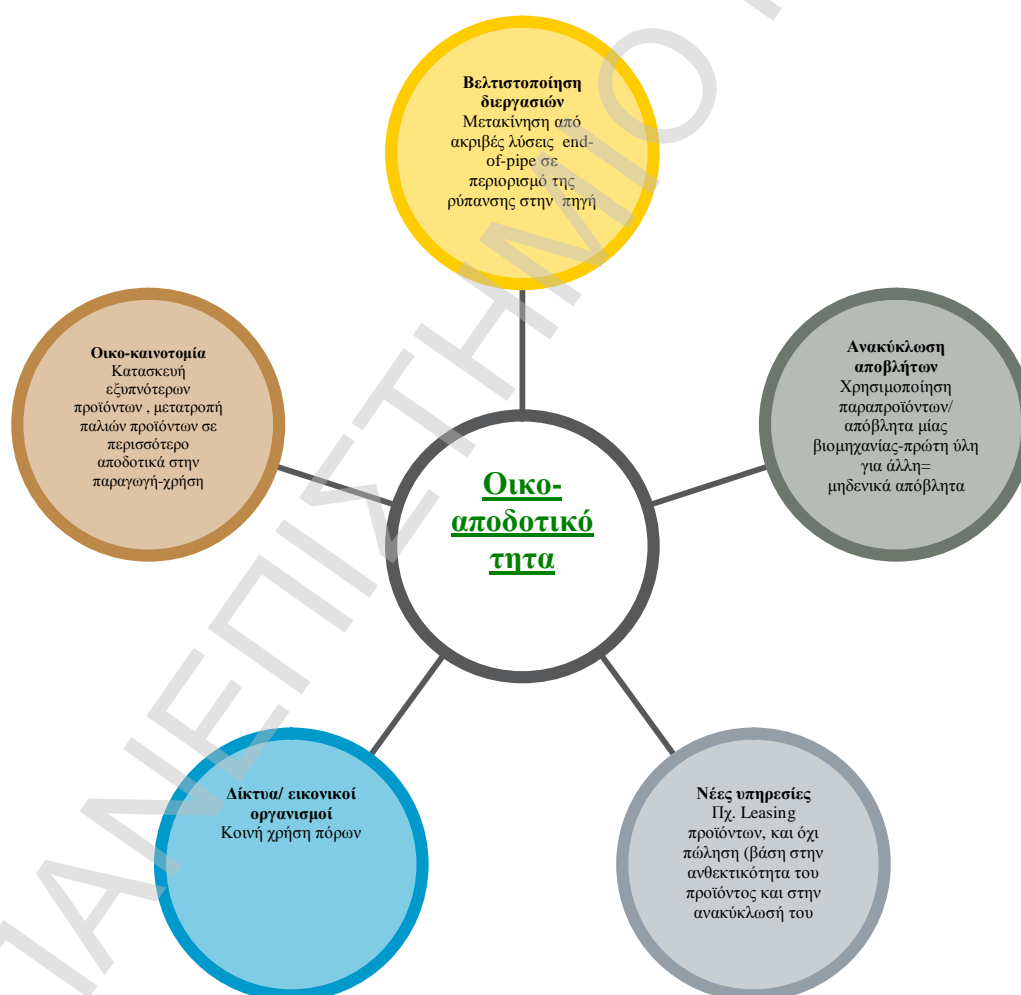 Βελτιστοποίηση
διεργασιών
Μετακίνηση από
ακριβές λύσεις end-
of-pipe σε
περιορισμό της
ρύπανσης στην πηγή
Ανακύκλωση
αποβλήτων
Χρησιμοποίηση
παραπροϊόντων/
απόβλητα μίας
βιομηχανίας-πρώτη ύλη
για άλλη=
μηδενικά απόβλητα
Νέες υπηρεσίες
Πχ. Leasing
προϊόντων, και όχι
πώληση (βάση στην
ανθεκτικότητα του
προϊόντος και στην
ανακύκλωσή του
Δίκτυα/ εικονικοί
οργανισμοί
Κοινή χρήση πόρων
Οικο-καινοτομία
Κατασκευή
εξυπνότερων
προϊόντων , μετατροπή
παλιών προϊόντων σε
περισσότερο
αποδοτικά στην
παραγωγή-χρήση
Οικο-
αποδοτικό
τητα
ΠΑΝΕΠΙΣΤΗΜΙΟ